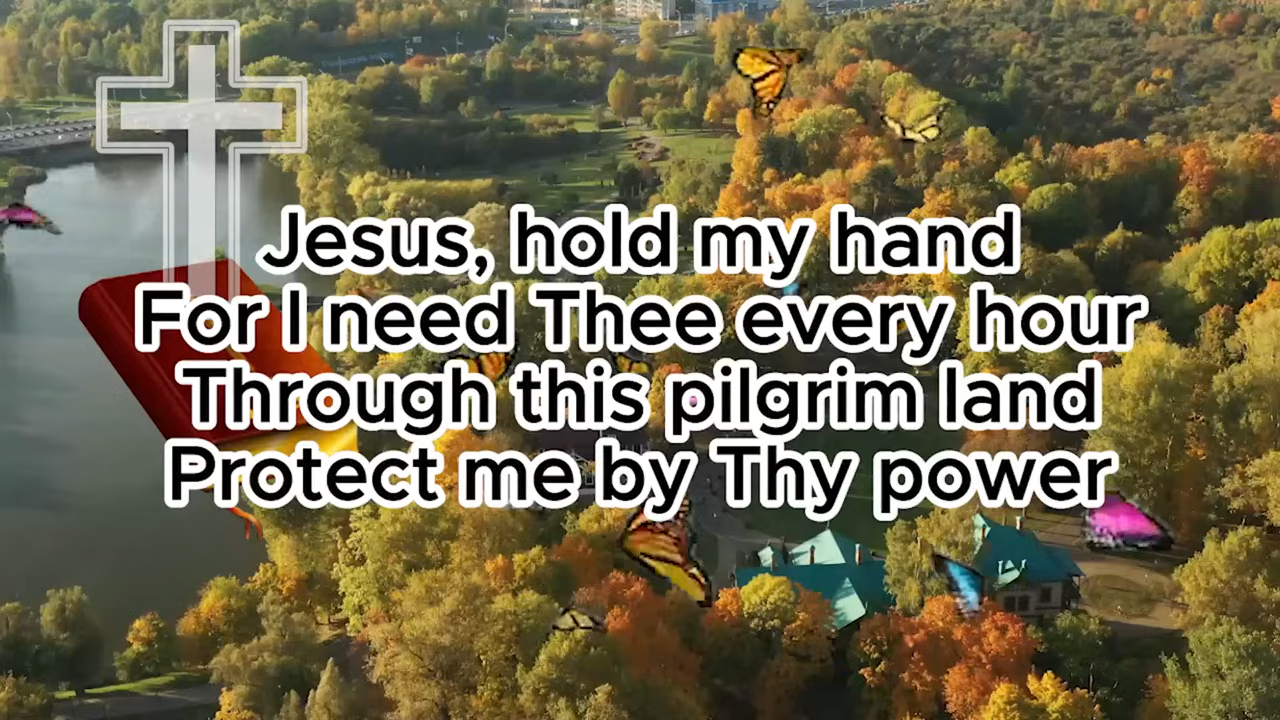 Jesus, hold my hand
For I need Thee every hour
Through this pilgrim land
Protect me by Thy power